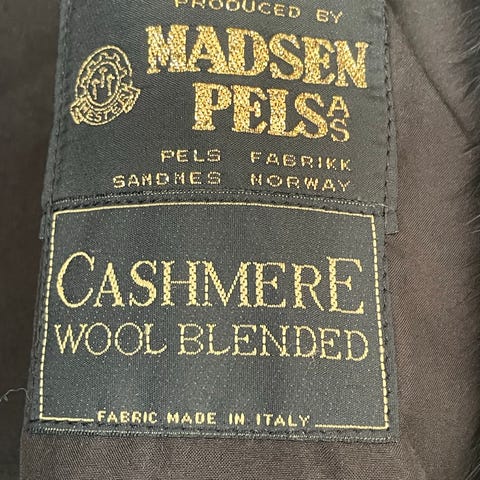 PRODUCED BY
MADSEN
PELS AS
PELS FABRIKK
SANDNES NORWAY
CASHMERE
WOOL BLENDED
FABRIC MADE IN ITALY